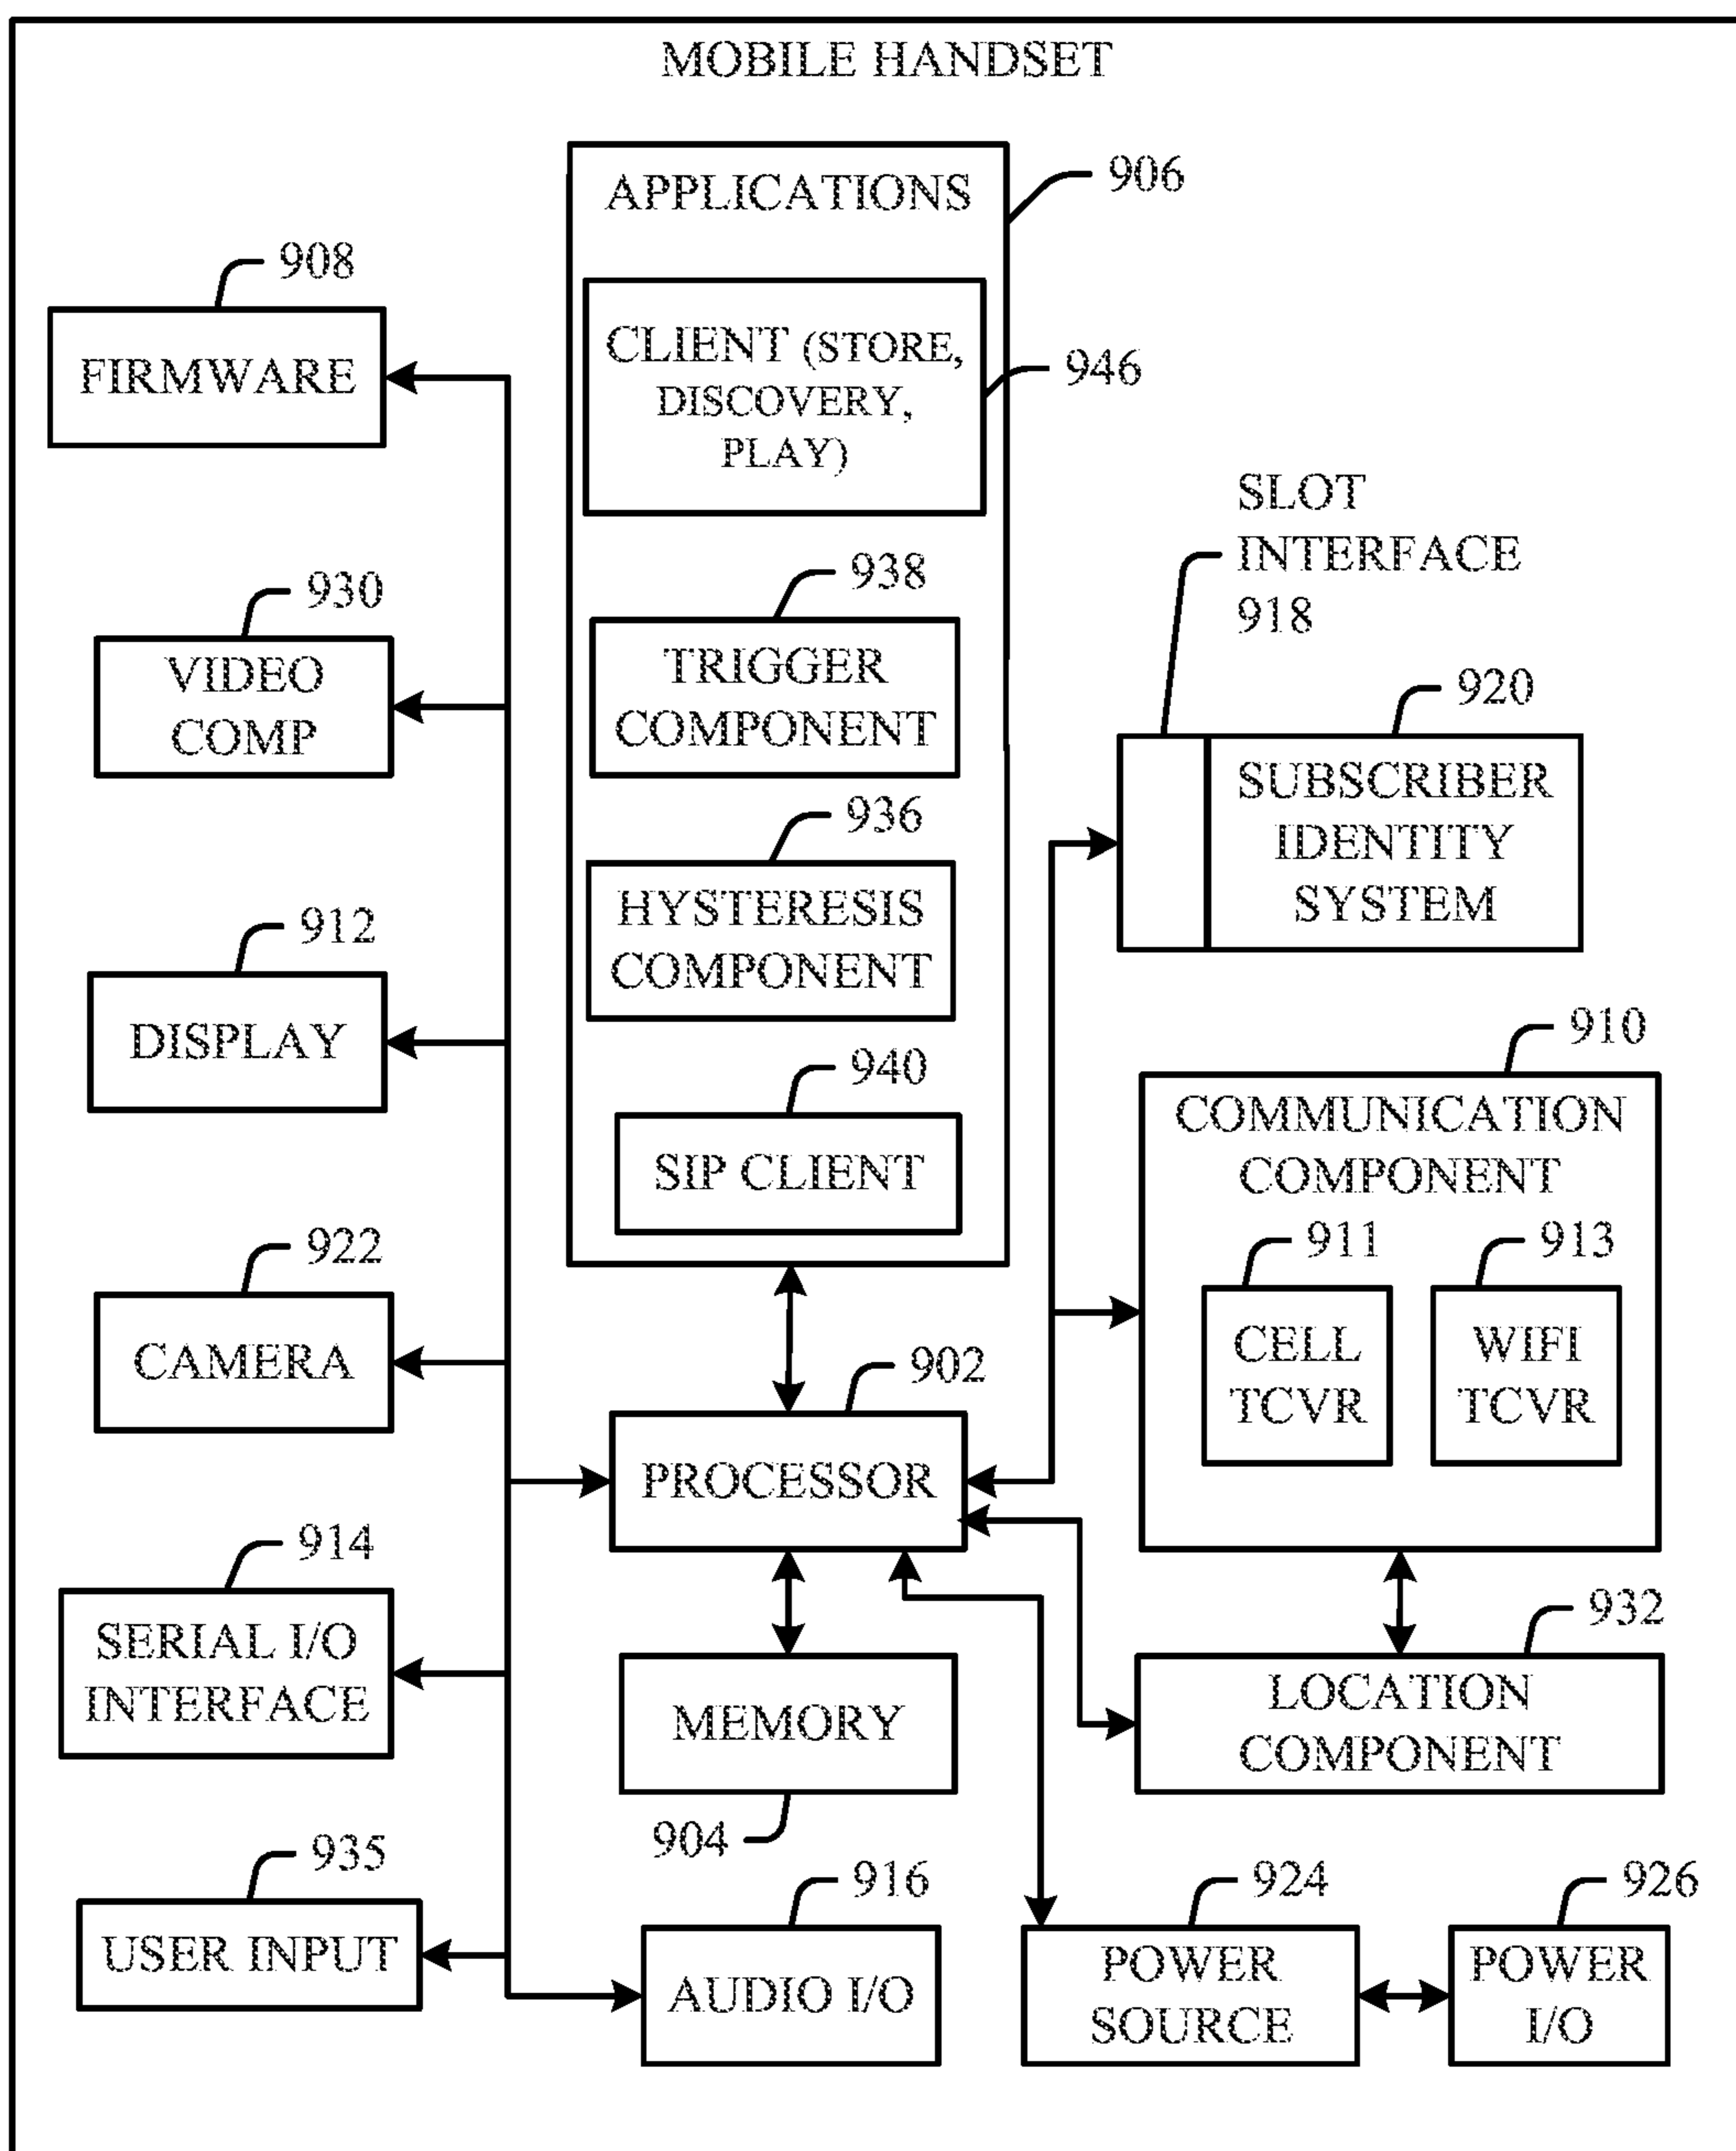 MOBILE HANDSET
APPLICATIONS
906
908
FIRMWARE
CLIENT (STORE,
DISCOVERY,
PLAY)
946
SLOT
INTERFACE
918
930
VIDEO
COMP
938
TRIGGER
COMPONENT
920
SUBSCRIBER
IDENTITY
SYSTEM
936
HYSTERESIS
COMPONENT
912
DISPLAY
940
SIP CLIENT
910
COMMUNICATION
COMPONENT
911
CELL
TCVR
913
WIFI
TCVR
922
CAMERA
902
PROCESSOR
914
SERIAL I/O
INTERFACE
MEMORY
904
932
LOCATION
COMPONENT
935
USER INPUT
916
AUDIO I/O
924
POWER
SOURCE
926
POWER
I/O